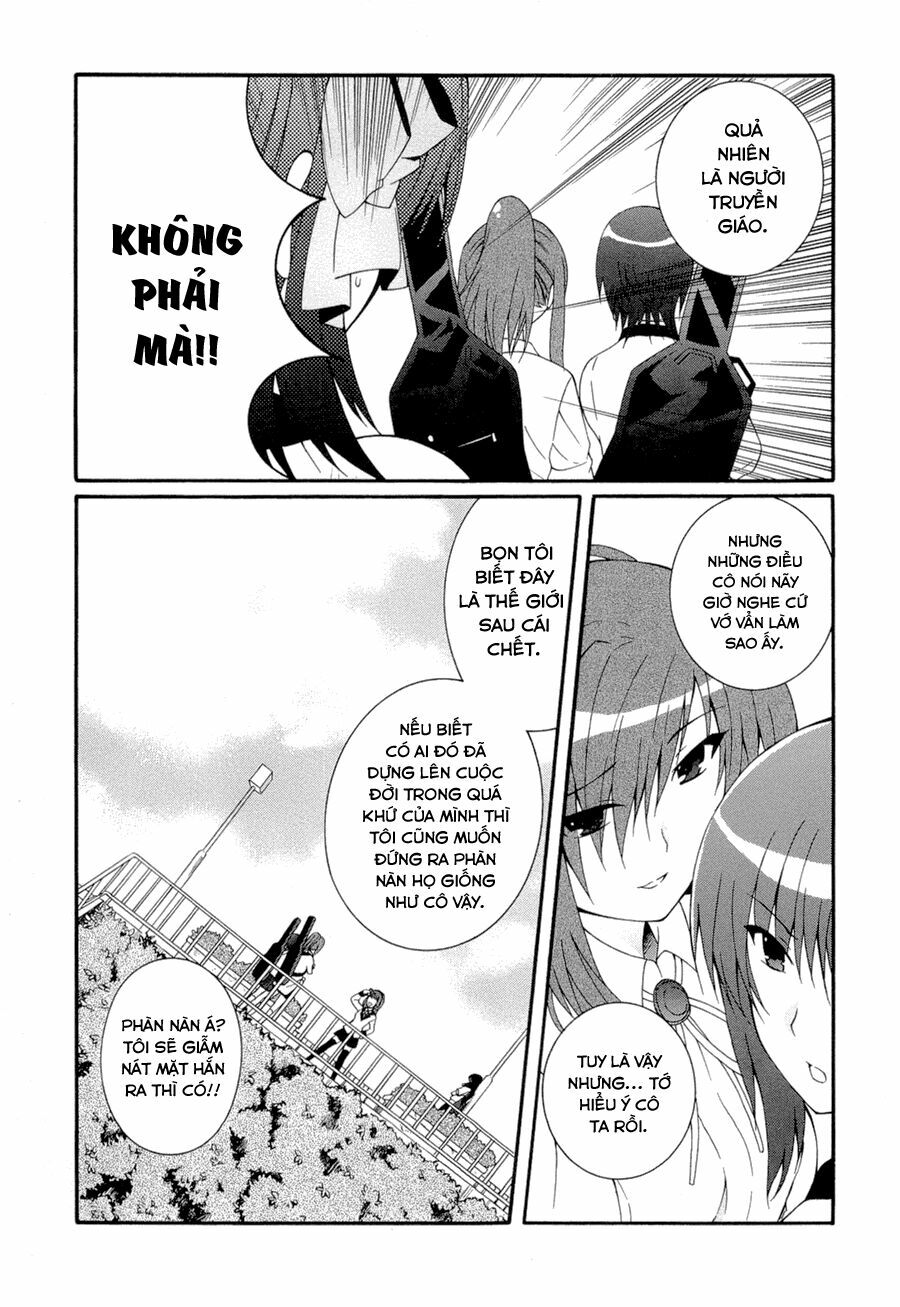 QUẢ
NHIÊN
LÀ NGƯỜI
TRUYỀN
GIÁO.
KHÔNG
PHẢI
MÀ!!
NHƯNG
NHỮNG ĐIỀU
CÔ NÓI NÃY
GIỜ NGHE CỨ
VỚ VẨN LÀM
SAO ẤY.
TUY LÀ VẬY
NHƯNG... TỚ
HIỂU Ý CÔ
TA RỒI.
BỌN TÔI
BIẾT ĐÂY
LÀ THẾ GIỚI
SAU CÁI
CHẾT.
NẾU BIẾT
CÓ AI ĐÓ ĐÃ
DỰNG LÊN CUỘC
ĐỜI TRONG QUÁ
KHỨ CỦA MÌNH THÌ
TÔI CŨNG MUỐN
ĐỨNG RA PHÀN
NÀN HỌ GIỐNG
NHƯ CÔ VẬY.
PHÀN NÀN Á?
TÔI SẼ GIẪM
NÁT MẶT HẮN
RA THÌ CÓ!!